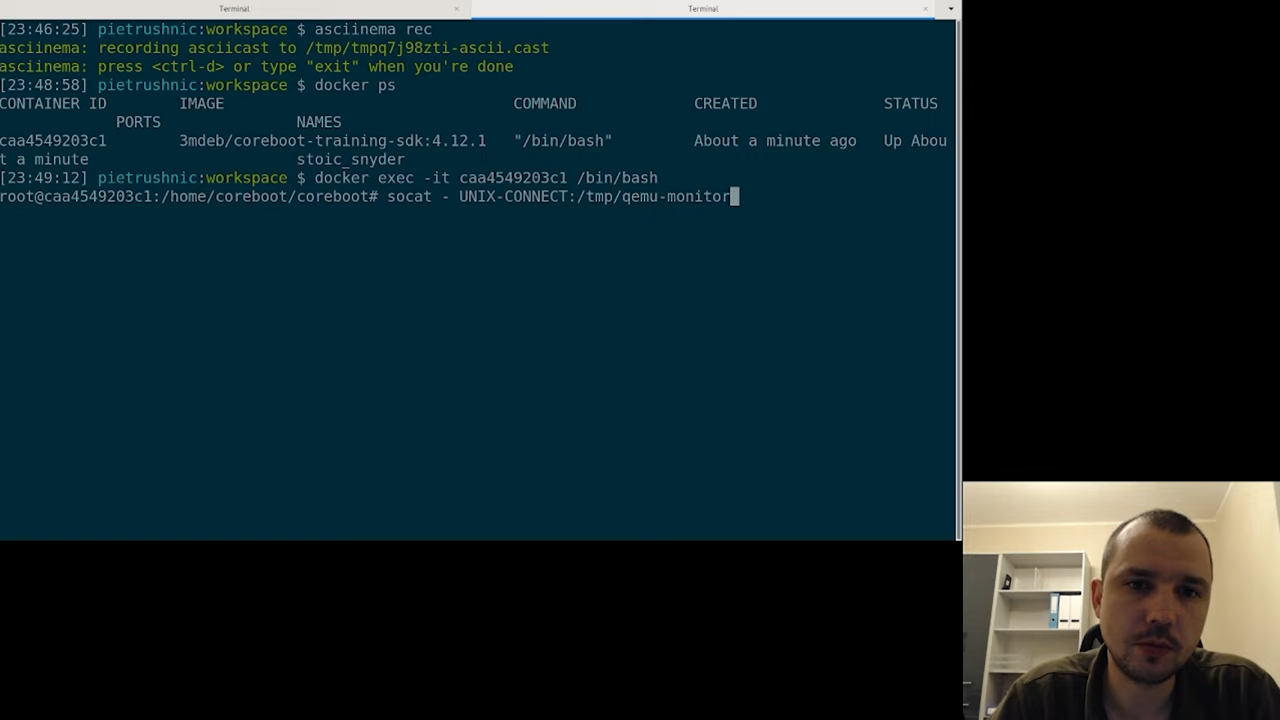 Terminal
Terminal
[23:46:25] pietrushnic:workspace $ asciinema rec
asciinema: recording asciicast to /tmp/tmpq7j98zti-ascii.cast
asciinema: press <ctrl-d> or type "exit" when you're done
[23:48:58] pietrushnic:workspace $ docker ps
CONTAINER ID IMAGE COMMAND CREATED STATUS
PORTS NAMES
caa4549203c1 3mdeb/coreboot-training-sdk:4.12.1 "/bin/bash" About a minute ago Up Abou
t a minute stoic_snyder
[23:49:12] pietrushnic:workspace $ docker exec -it caa4549203c1 /bin/bash
root@caa4549203c1:/home/coreboot/coreboot# socat - UNIX-CONNECT:/tmp/qemu-monitor